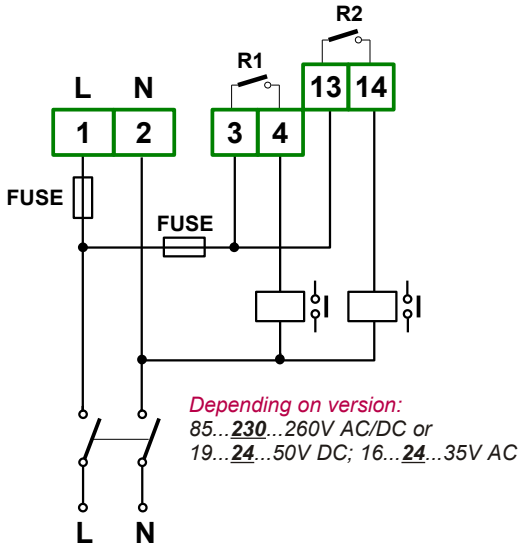 R2
R1
L N
13 14
1 2 3 4
FUSE
FUSE
Depending on version:
85...230...260V AC/DC or
19...24...50V DC; 16...24...35V AC
L N